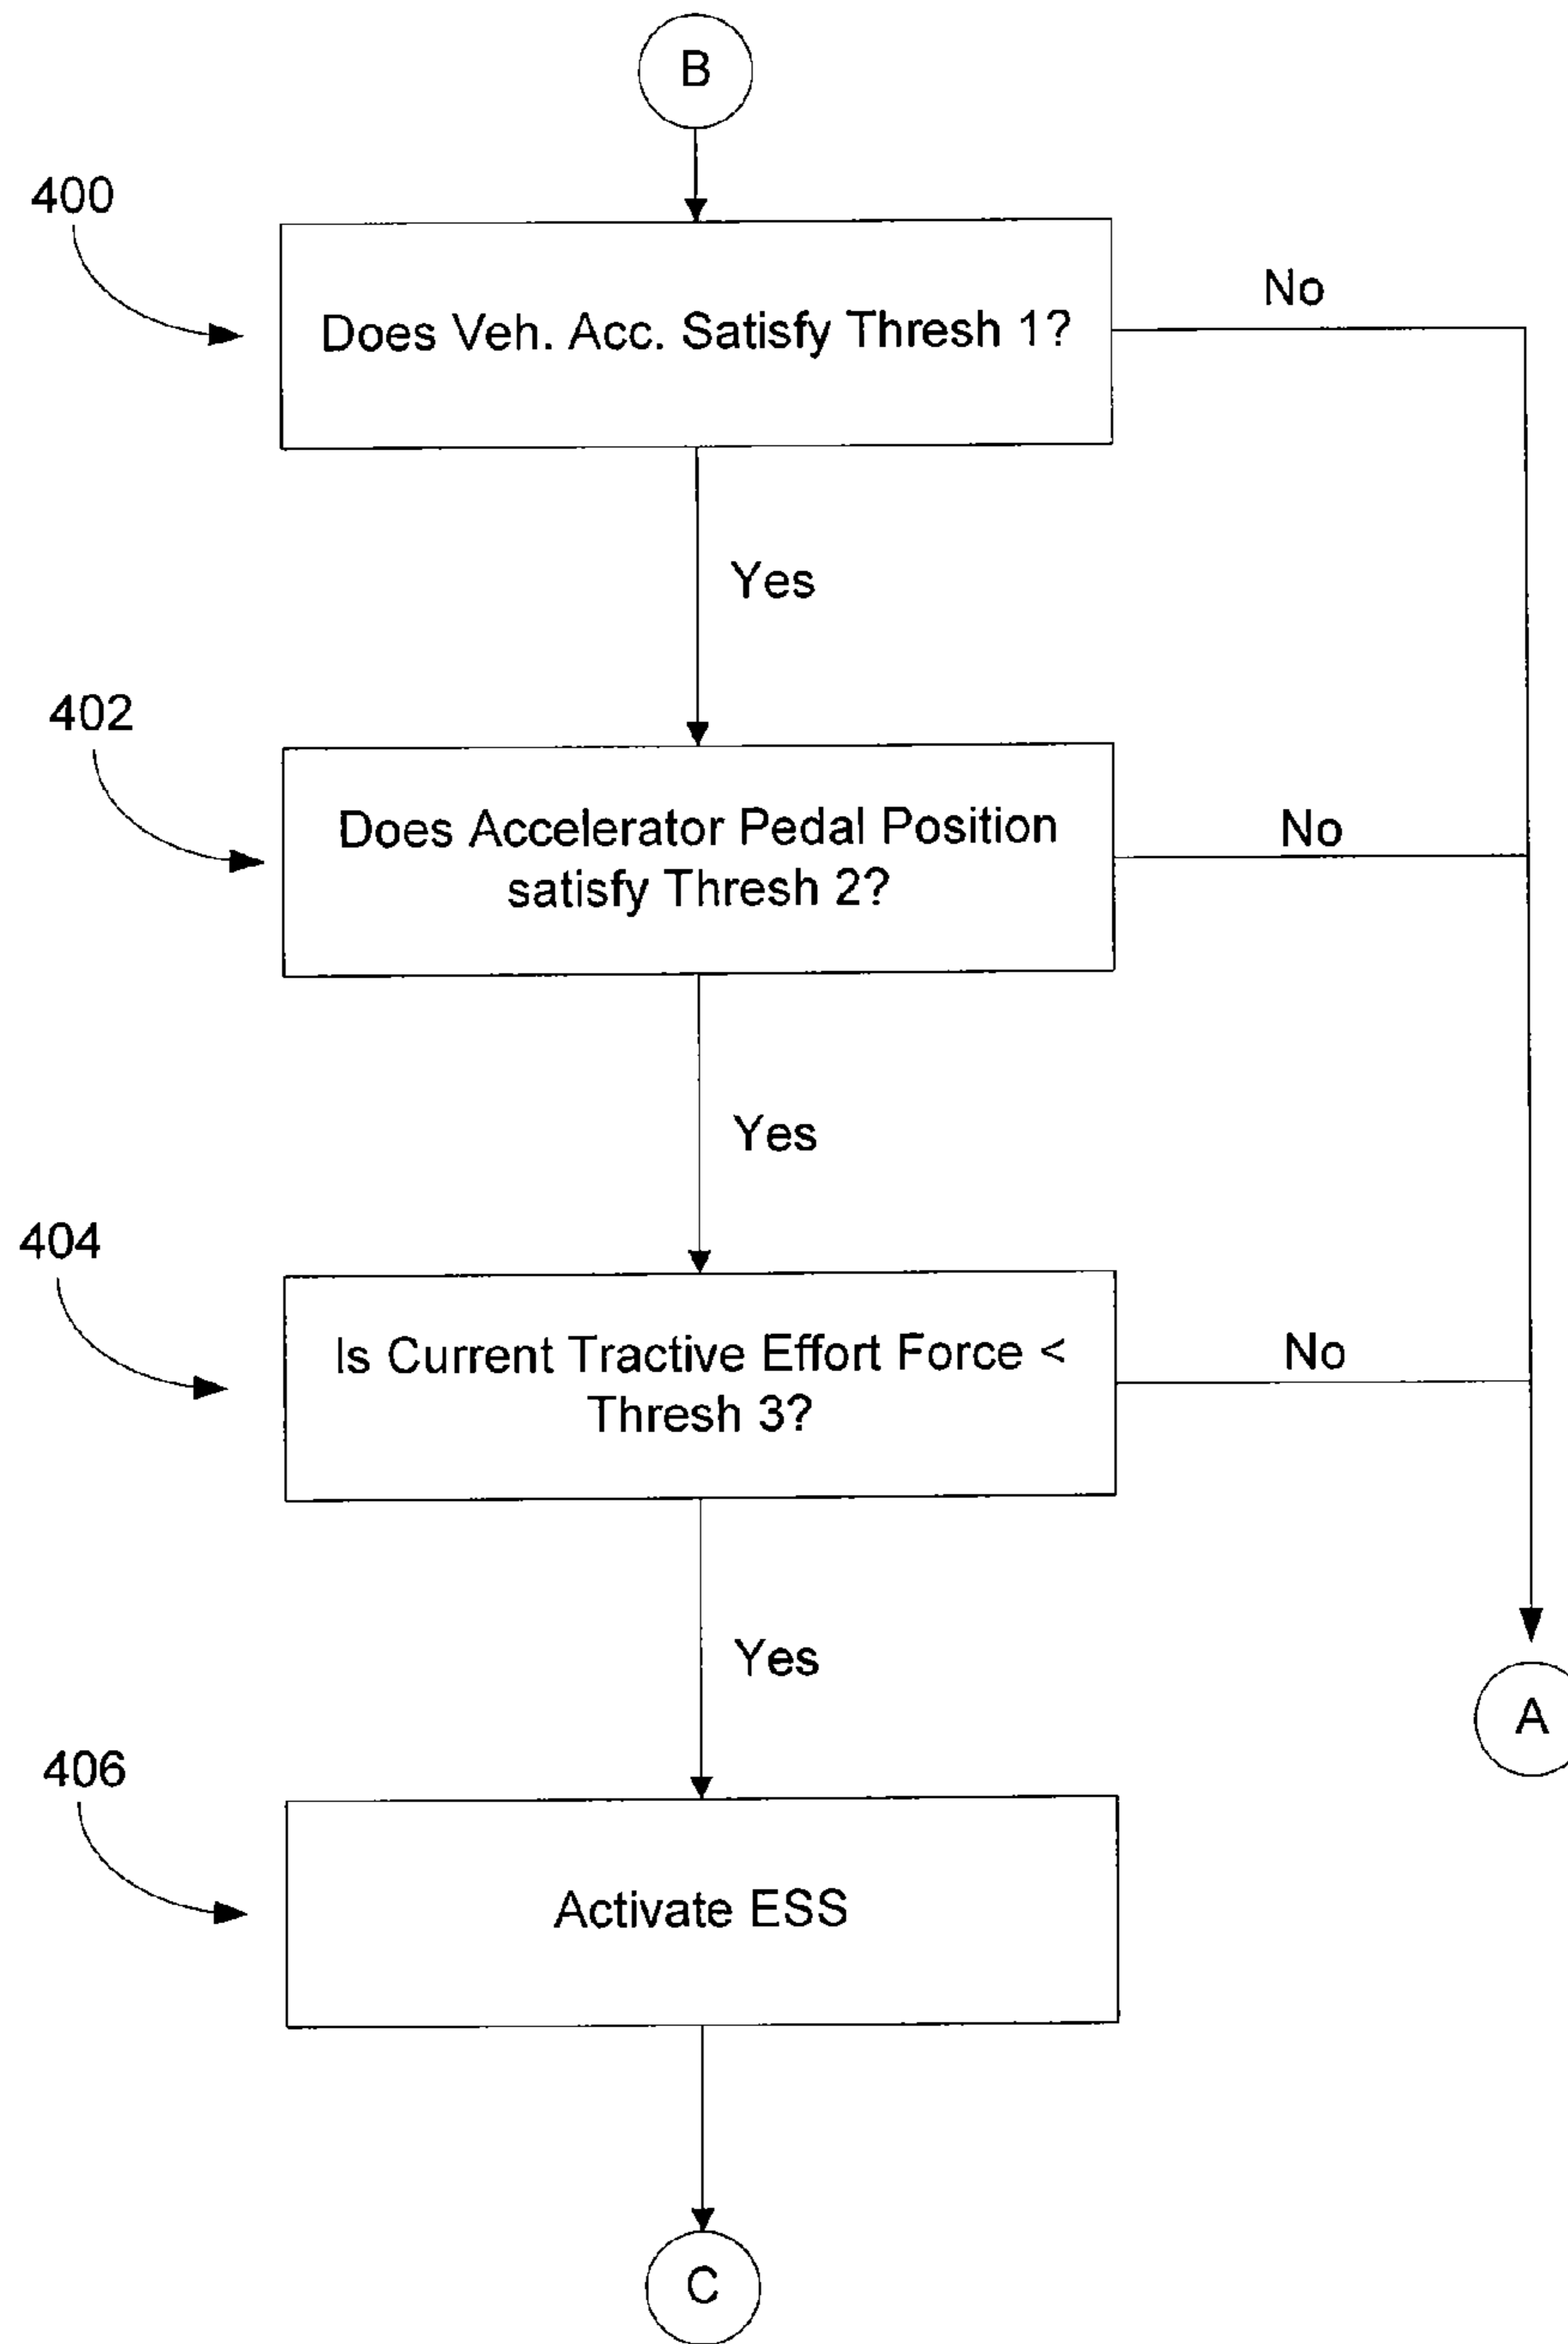 B
400
No
Does Veh. Acc. Satisfy Thresh 1?
Yes
402
Does Accelerator Pedal Position
satisfy Thresh 2?
No
Yes
404
Is Current Tractive Effort Force <
Thresh 3?
No
Yes
A
406
Activate ESS
C